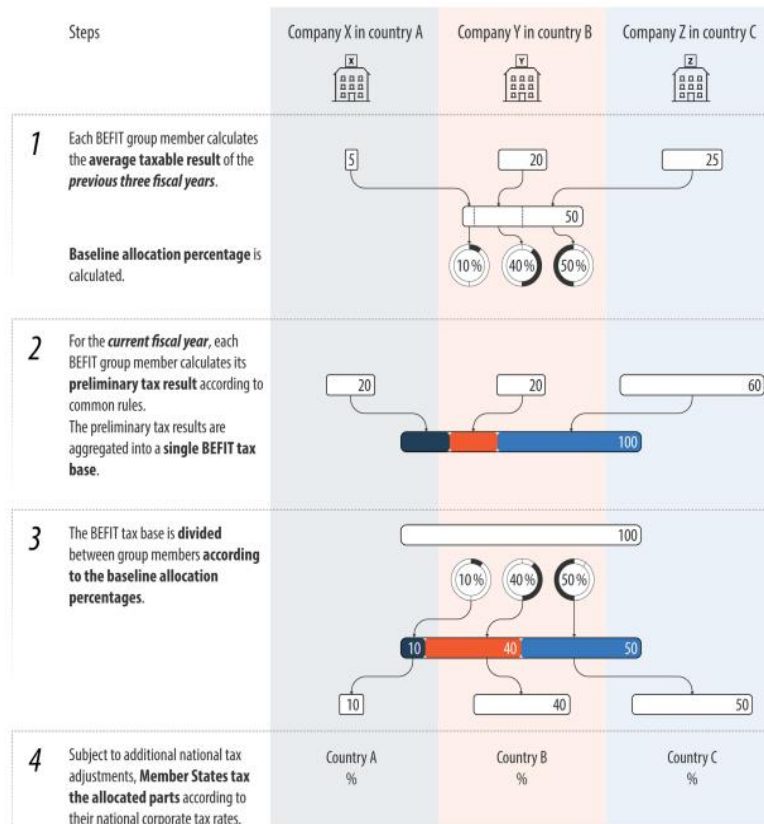 Steps
Company X in country A
Company Y in country B
Company Z in country C
X
Y
Z
1
Each BEFIT group member calculates
the average taxable result of the
previous three fiscal years.
5
20
25
50
Baseline allocation percentage is
calculated.
10 %
40 %
50 %
2
For the current fiscal year, each
BEFIT group member calculates its
preliminary tax result according to
common rules.
The preliminary tax results are
aggregated into a single BEFIT tax
base.
20
20
60
100
3
The BEFIT tax base is divided
between group members according
to the baseline allocation
percentages.
100
10 %
40 %
50 %
10
40
50
10
40
50
4
Subject to additional national tax
adjustments, Member States tax
the allocated parts according to
their national corporate tax rates.
Country A
%
Country B
%
Country C
%